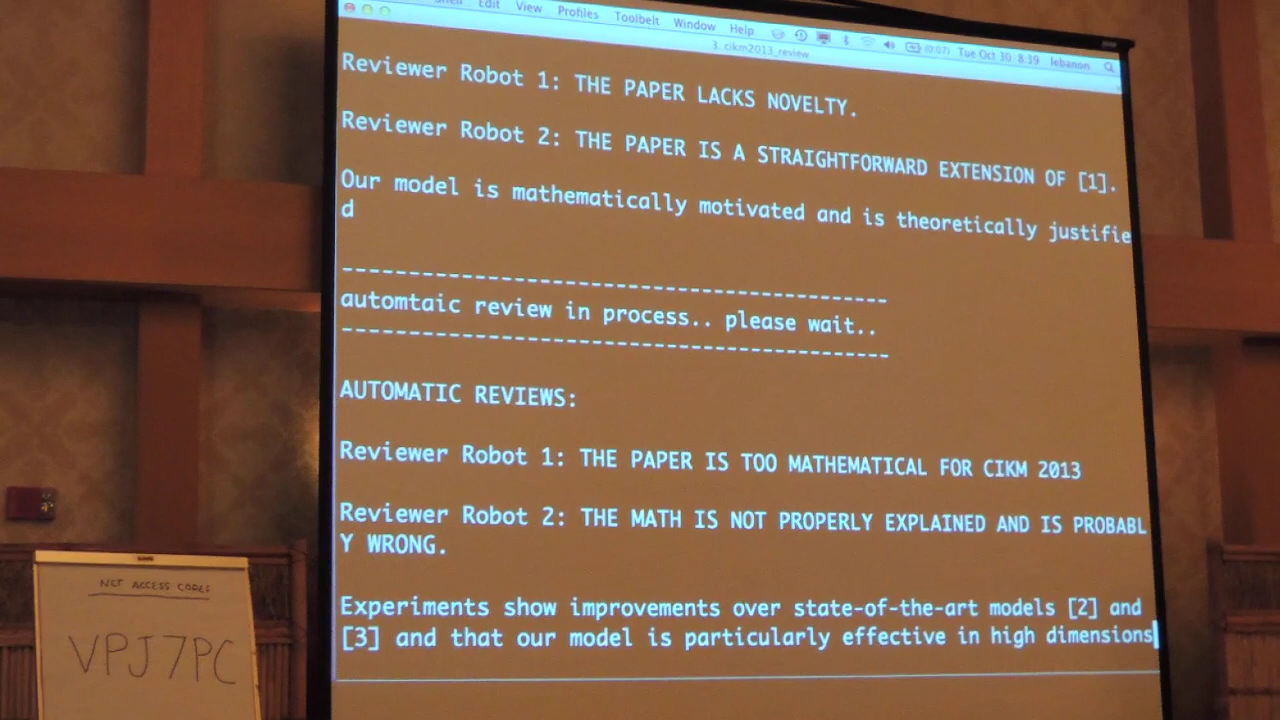 Shell Edit View Profiles Toolbelt Window Help (0:07) Tue Oct 30 8:39 lebanon
3. cikm2013_review
Reviewer Robot 1: THE PAPER LACKS NOVELTY.
Reviewer Robot 2: THE PAPER IS A STRAIGHTFORWARD EXTENSION OF [1].
Our model is mathematically motivated and is theoretically justifie
d
-----------------------------------------
automtaic review in process.. please wait..
-----------------------------------------
AUTOMATIC REVIEWS:
Reviewer Robot 1: THE PAPER IS TOO MATHEMATICAL FOR CIKM 2013
Reviewer Robot 2: THE MATH IS NOT PROPERLY EXPLAINED AND IS PROBABL
Y WRONG.
Experiments show improvements over state-of-the-art models [2] and
[3] and that our model is particularly effective in high dimensions
NET ACCESS CODES
VPJ7PC